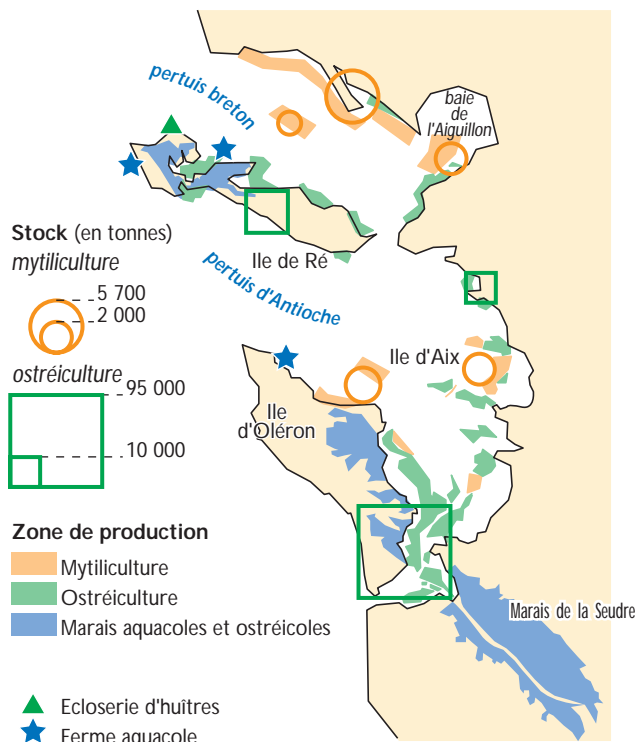 pertuis breton
baie
de
l'Aiguillon
Stock (en tonnes)
mytiliculture
5 700
2 000
ostréiculture
95 000
10 000
Ile de Ré
pertuis d'Antioche
Ile d'Aix
Ile
d'Oléron
Zone de production
Mytiliculture
Ostréiculture
Marais aquacoles et ostréicoles
Marais de la Seudre
Ecloserie d'huîtres
Ferme aquacole